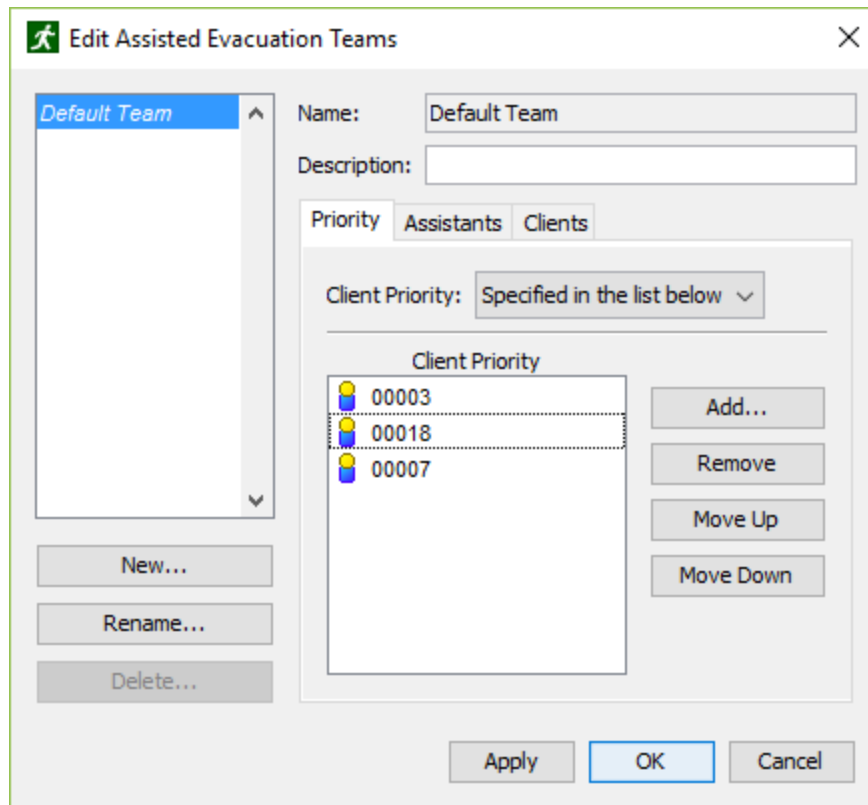 Edit Assisted Evacuation Teams
Default Team
Name: Default Team
Description:
Priority Assistants Clients
Client Priority: Specified in the list below
Client Priority
00003
00018
00007
Add...
Remove
Move Up
Move Down
New...
Rename...
Delete...
Apply OK Cancel